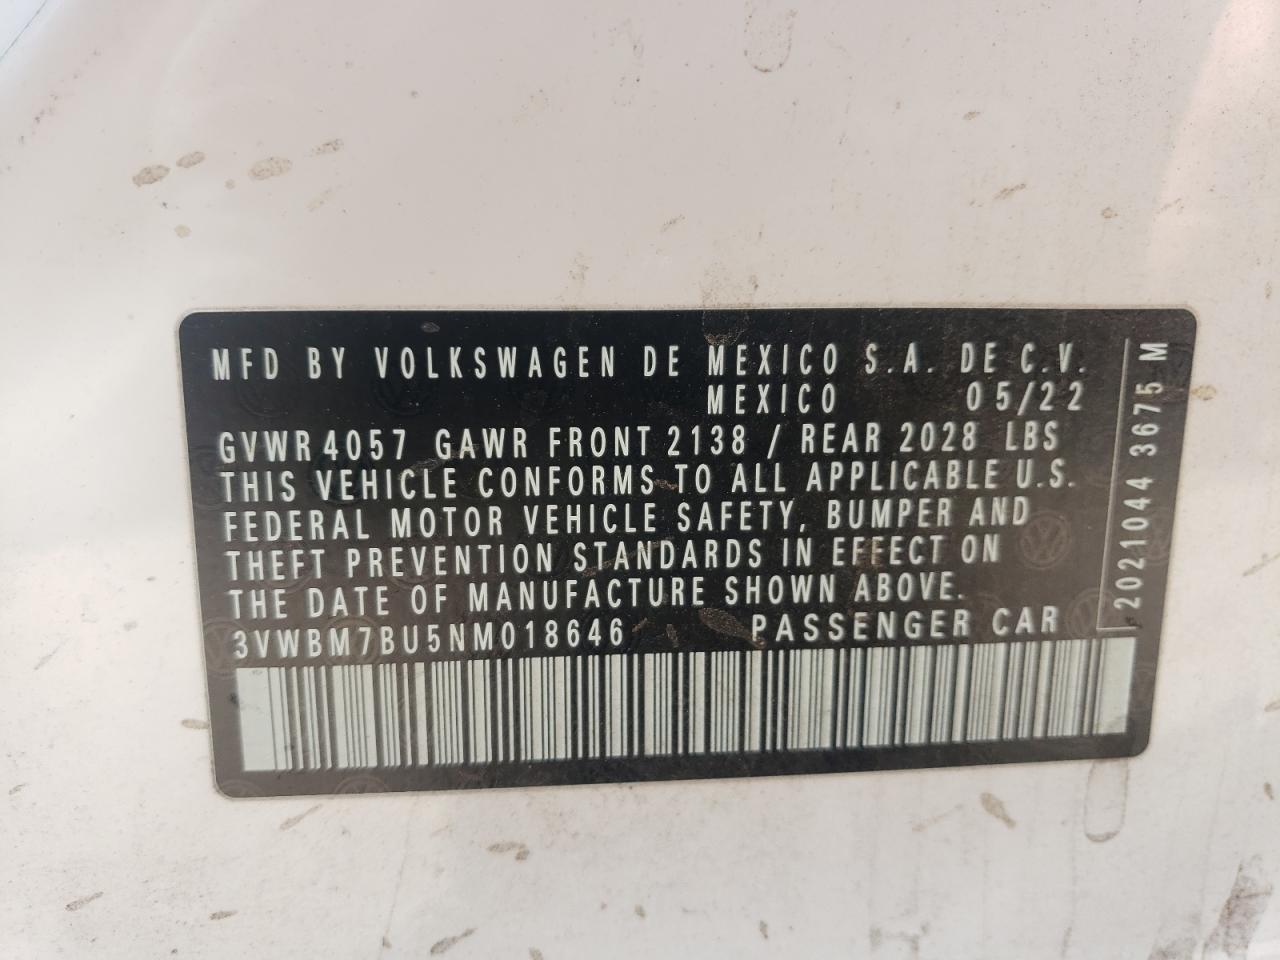 MFD BY VOLKSWAGEN DE MEXICO S.A. DE C.V.
MEXICO 05/22
GVWR4057 GAWR FRONT 2138 / REAR 2028 LBS
THIS VEHICLE CONFORMS TO ALL APPLICABLE U.S.
FEDERAL MOTOR VEHICLE SAFETY, BUMPER AND
THEFT PREVENTION STANDARDS IN EFFECT ON
THE DATE OF MANUFACTURE SHOWN ABOVE.
3VWBM7BU5NM018646 PASSENGER CAR
2021044 3675 M